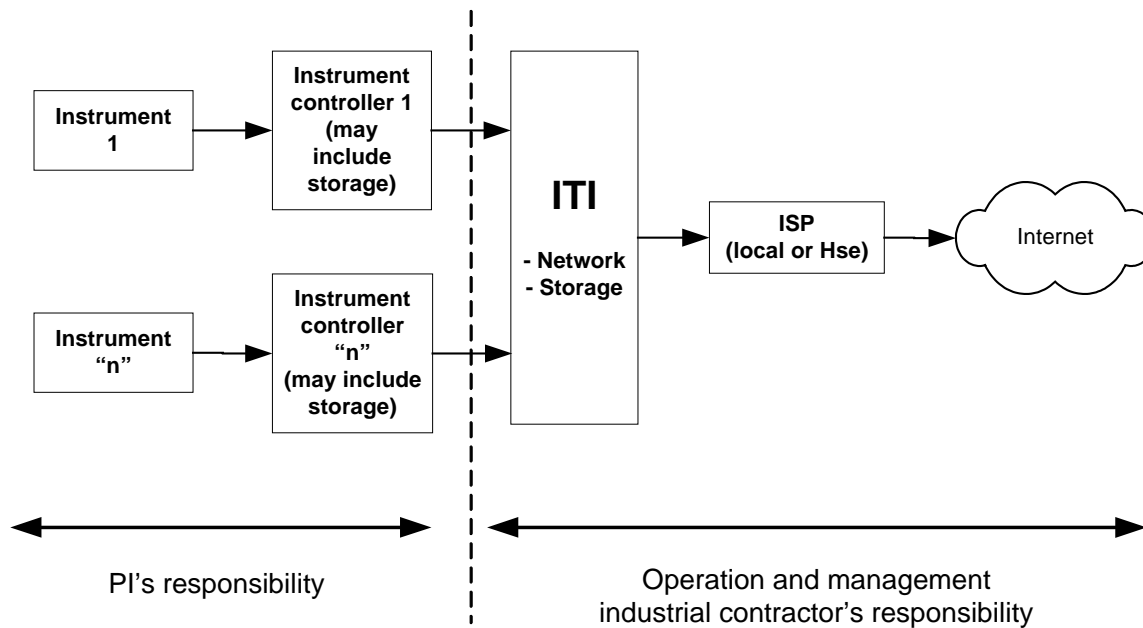 Instrument
1
Instrument
controller 1
(may
include
storage)
ITI
- Network
- Storage
ISP
(local or Hse)
Internet
Instrument
“n”
Instrument
controller
“n”
(may include
storage)
PI’s responsibility
Operation and management
industrial contractor’s responsibility